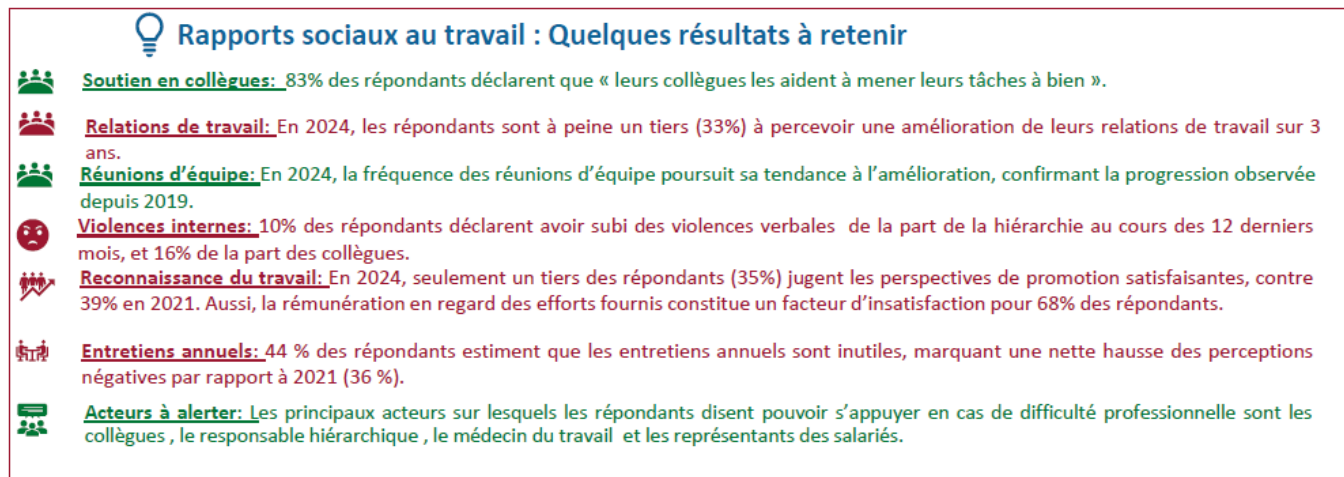 Rapports sociaux au travail : Quelques résultats à retenir
Soutien en collègues: 83% des répondants déclarent que « leurs collègues les aident à mener leurs tâches à bien ».
Relations de travail: En 2024, les répondants sont à peine un tiers (33%) à percevoir une amélioration de leurs relations de travail sur 3
ans.
Réunions d'équipe: En 2024, la fréquence des réunions d'équipe poursuit sa tendance à l'amélioration, confirmant la progression observée
depuis 2019.
Violences internes: 10% des répondants déclarent avoir subi des violences verbales de la part de la hiérarchie au cours des 12 derniers
mois, et 16% de la part des collègues.
Reconnaissance du travail: En 2024, seulement un tiers des répondants (35%) jugent les perspectives de promotion satisfaisantes, contre
39% en 2021. Aussi, la rémunération en regard des efforts fournis constitue un facteur d'insatisfaction pour 68% des répondants.
Entretiens annuels: 44 % des répondants estiment que les entretiens annuels sont inutiles, marquant une nette hausse des perceptions
négatives par rapport à 2021 (36 %).
Acteurs à alerter: Les principaux acteurs sur lesquels les répondants disent pouvoir s'appuyer en cas de difficulté professionnelle sont les
collègues , le responsable hiérarchique , le médecin du travail et les représentants des salariés.